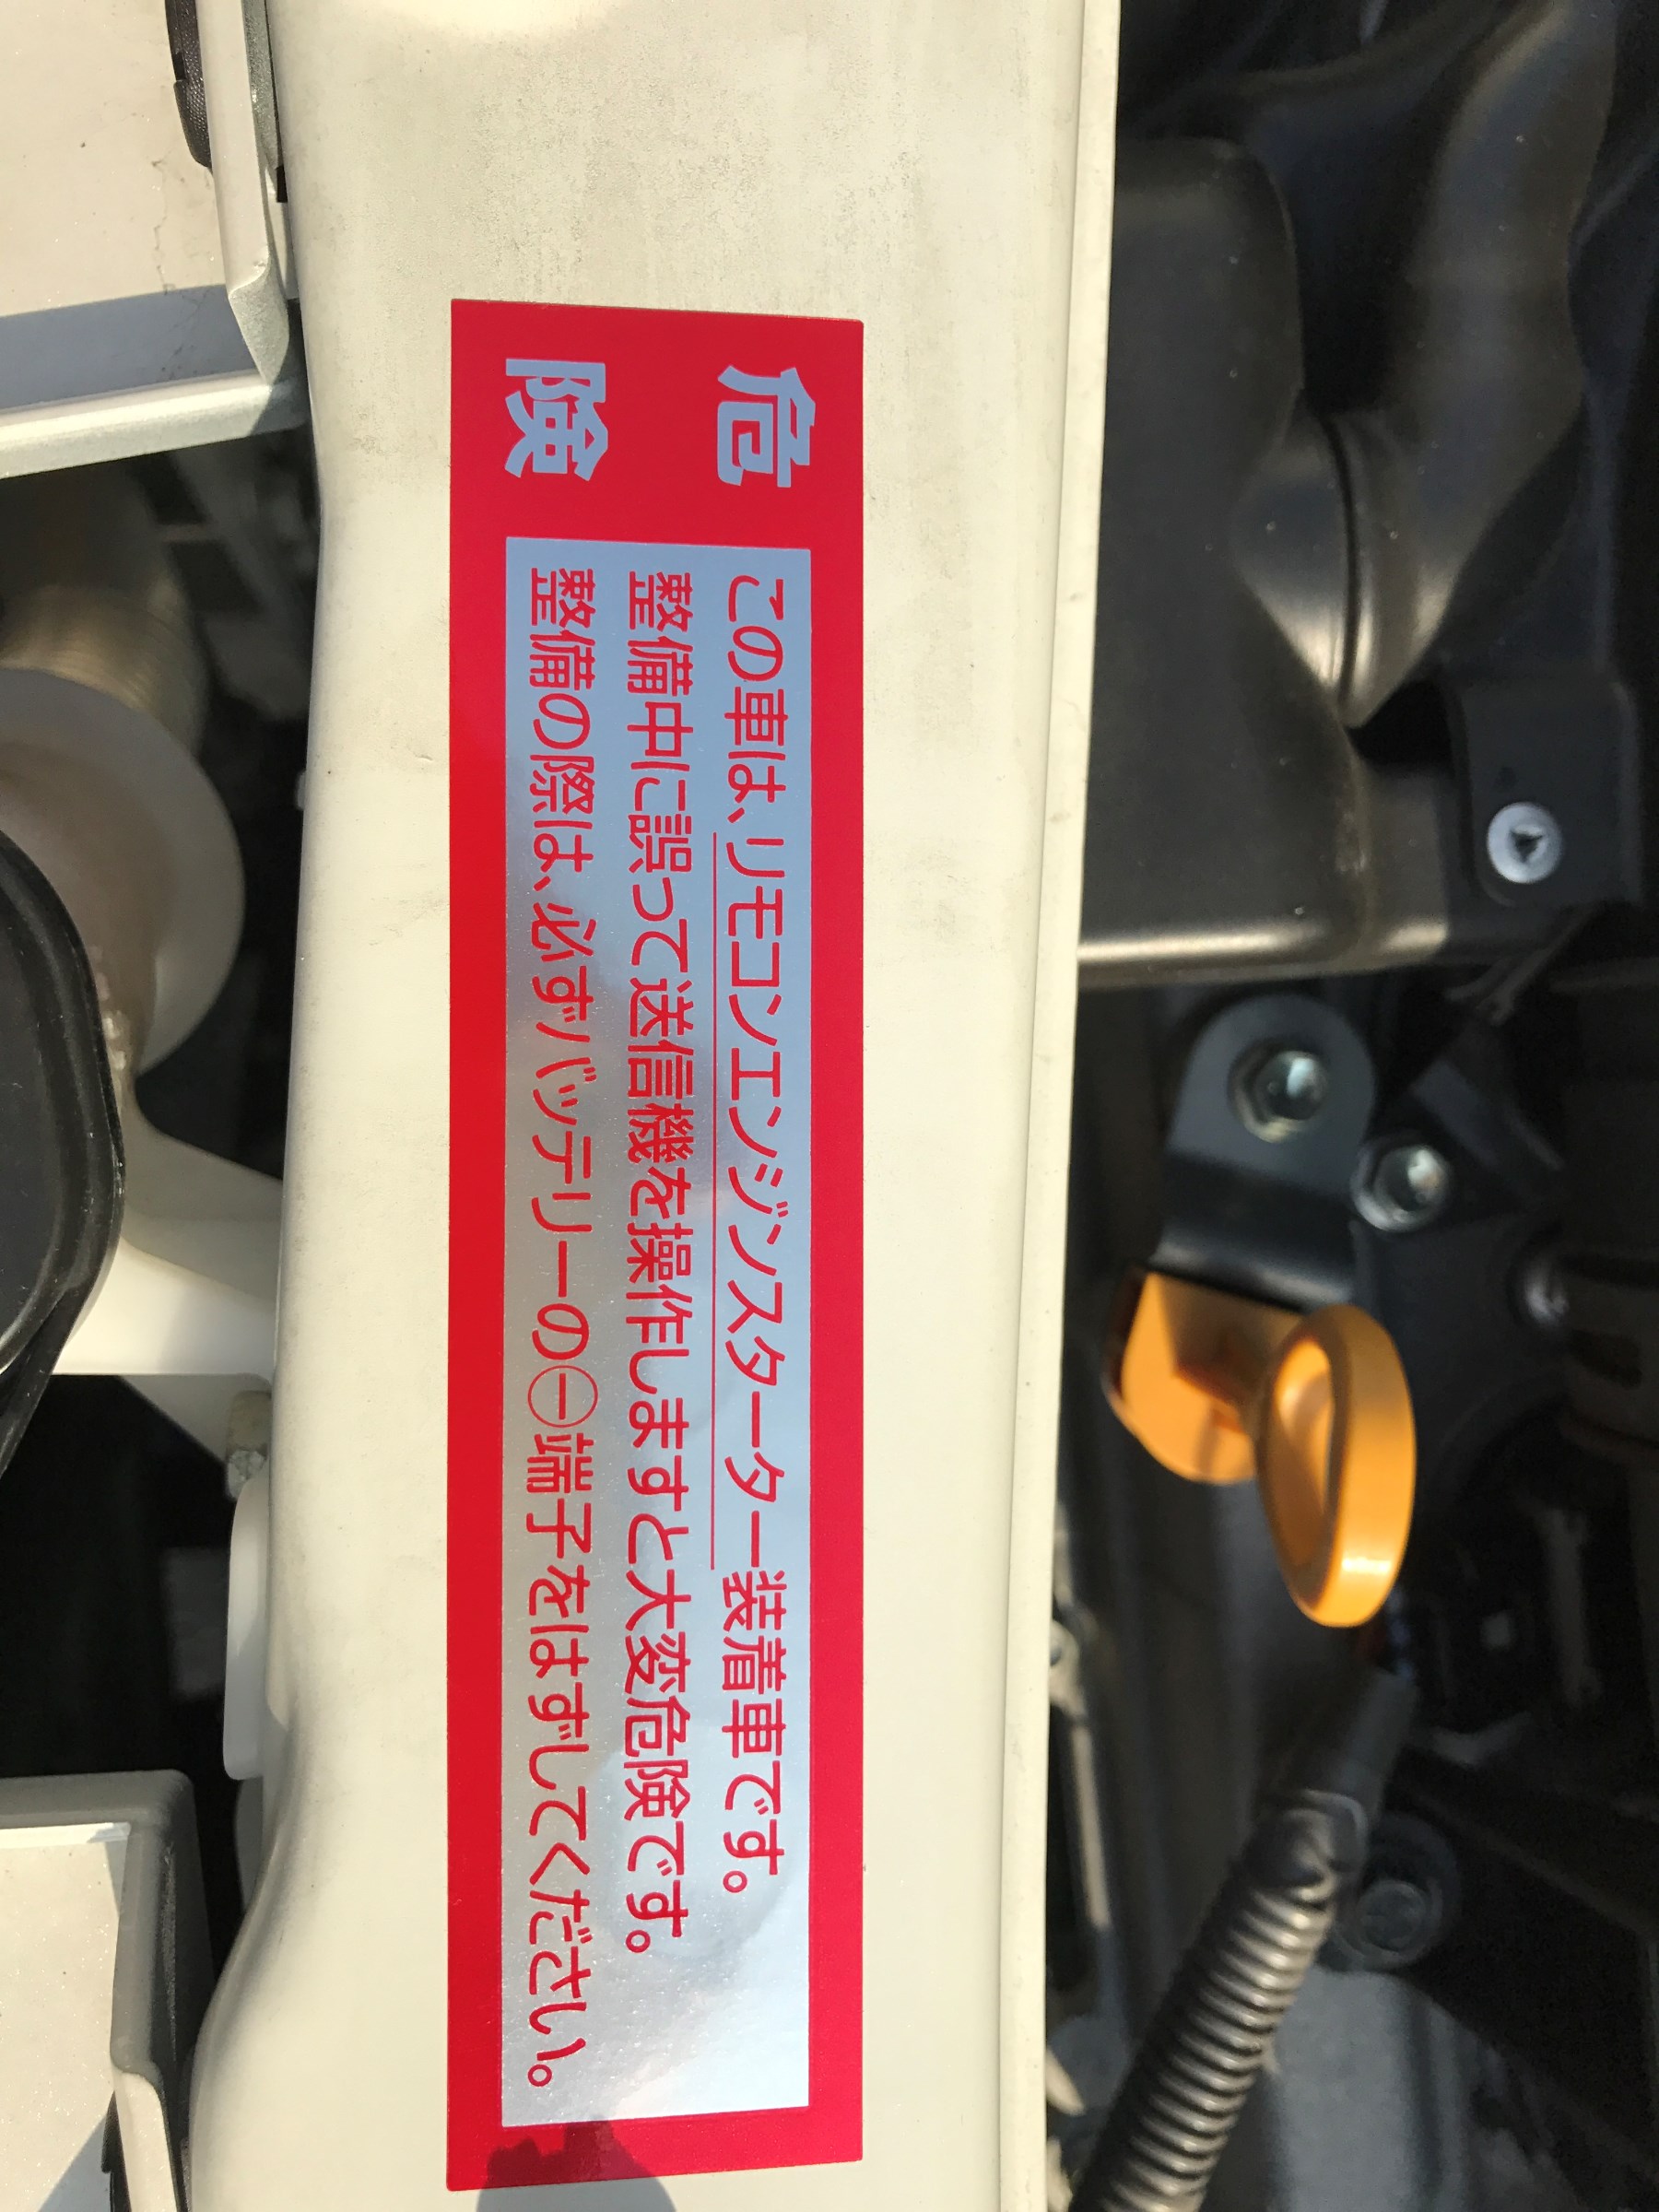 危険
この車は、リモコンエンジンスターター装着車です。
整備中に誤って送信機を操作しますと大変危険です。
整備の際は、必ずバッテリーの㊀端子をはずしてください。